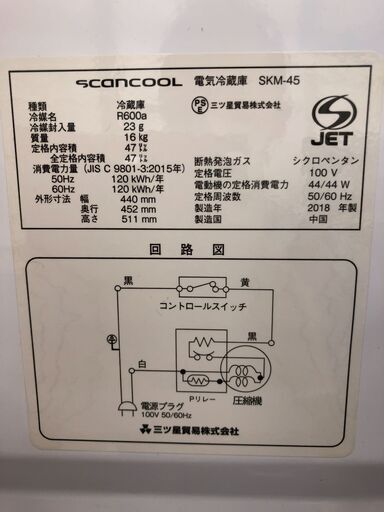 SCANCOOL 電気冷蔵庫 SKM-45
種類 冷蔵庫
冷媒名 R600a
冷媒封入量 23 g
質量 16 kg
定格内容積 47 ㍑
全定格内容積 47 ㍑
消費電力量 (JIS C 9801-3:2015年)
50Hz 120 kWh/年
60Hz 120 kWh/年
外形寸法 幅 440 mm
奥行 452 mm
高さ 511 mm
PSE 三ツ星貿易株式会社
S JET
断熱発泡ガス シクロペンタン
定格電圧 100 V
電動機の定格消費電力 44/44 W
定格周波数 50/60 Hz
製造年 2018 年製
製造国 中国
回路図
黒 黄
コントロールスイッチ
黒
白
Pリレー 圧縮機
電源プラグ
100V 50/60Hz
三ツ星貿易株式会社